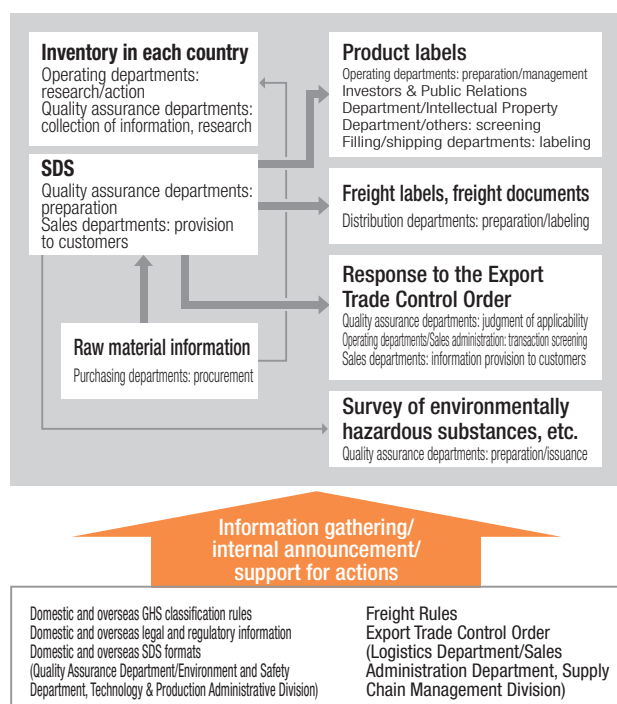 Inventory in each country
Operating departments:
research/action
Quality assurance departments:
collection of information, research
SDS
Quality assurance departments:
preparation
Sales departments: provision
to customers
Raw material information
Purchasing departments: procurement
Product labels
Operating departments: preparation/management
Investors & Public Relations
Department/Intellectual Property
Department/others: screening
Filling/shipping departments: labeling
Freight labels, freight documents
Distribution departments: preparation/labeling
Response to the Export
Trade Control Order
Quality assurance departments: judgment of applicability
Operating departments/Sales administration: transaction screening
Sales departments: information provision to customers
Survey of environmentally
hazardous substances, etc.
Quality assurance departments: preparation/issuance
Information gathering/
internal announcement/
support for actions
Domestic and overseas GHS classification rules
Domestic and overseas legal and regulatory information
Domestic and overseas SDS formats
(Quality Assurance Department/Environment and Safety
Department, Technology & Production Administrative Division)
Freight Rules
Export Trade Control Order
(Logistics Department/Sales
Administration Department, Supply
Chain Management Division)